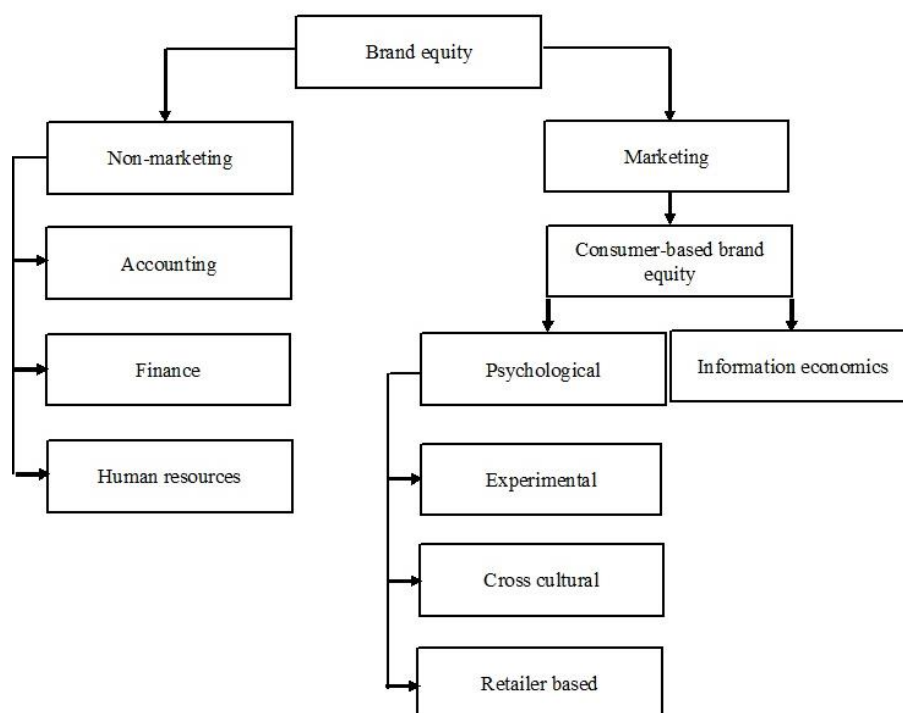 Brand equity
Non-marketing
Marketing
Accounting
Consumer-based brand
equity
Finance
Psychological
Information economics
Human resources
Experimental
Cross cultural
Retailer based